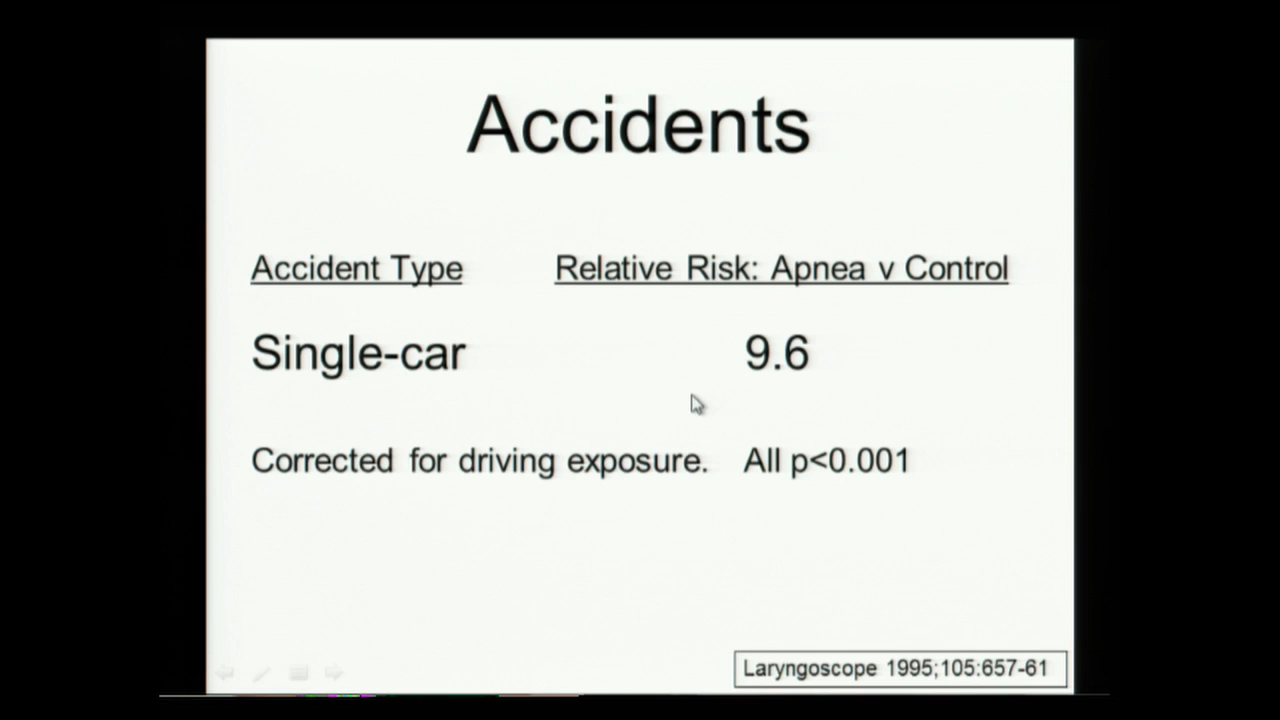 Accidents
Accident Type Relative Risk: Apnea v Control
Single-car 9.6
Corrected for driving exposure. All p<0.001
Laryngoscope 1995;105:657-61